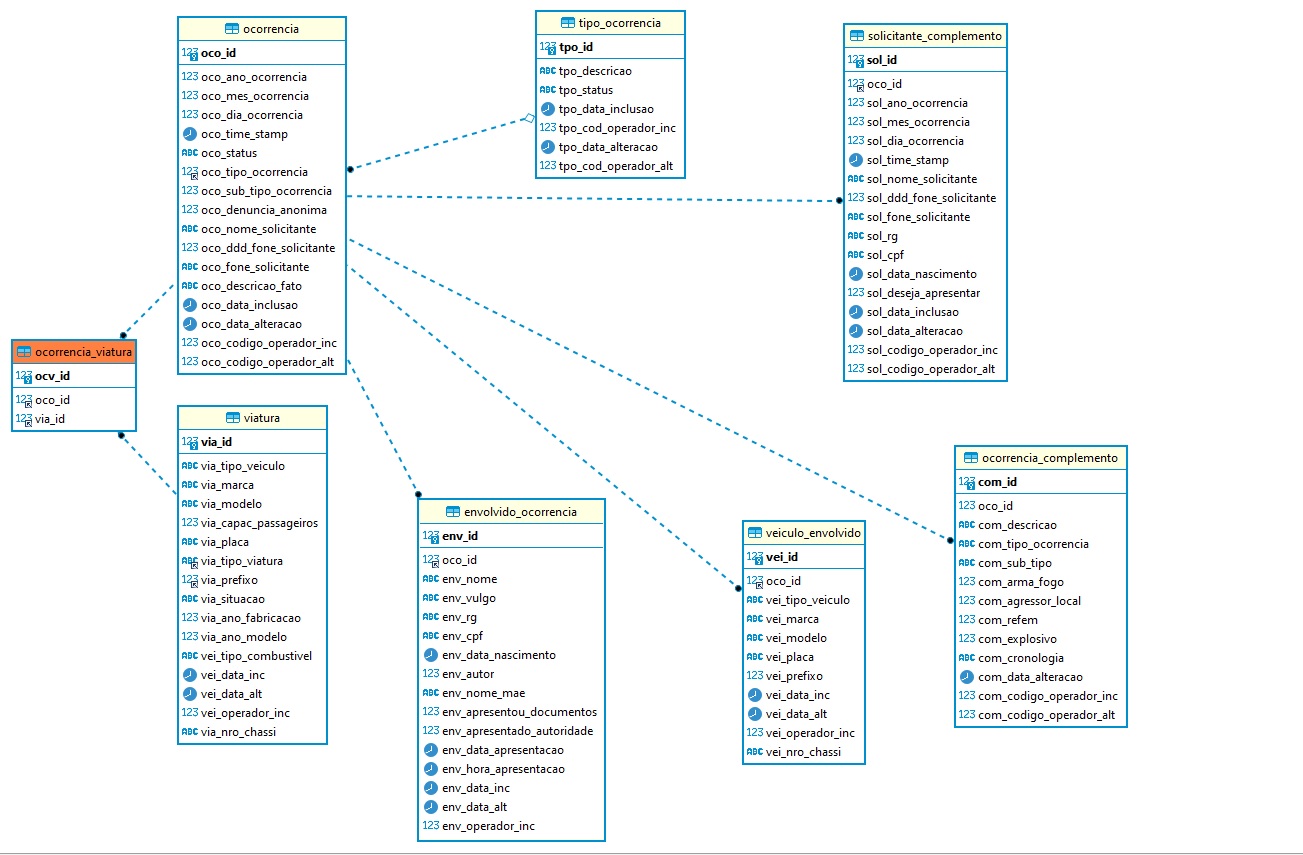 ocorrencia
123 oco_id
123 oco_ano_ocorrencia
123 oco_mes_ocorrencia
123 oco_dia_ocorrencia
oco_time_stamp
ABC oco_status
123 oco_tipo_ocorrencia
123 oco_sub_tipo_ocorrencia
123 oco_denuncia_anonima
ABC oco_nome_solicitante
123 oco_ddd_fone_solicitante
ABC oco_fone_solicitante
ABC oco_descricao_fato
oco_data_inclusao
oco_data_alteracao
123 oco_codigo_operador_inc
123 oco_codigo_operador_alt
tipo_ocorrencia
123 tpo_id
ABC tpo_descricao
ABC tpo_status
tpo_data_inclusao
123 tpo_cod_operador_inc
tpo_data_alteracao
123 tpo_cod_operador_alt
solicitante_complemento
123 sol_id
123 oco_id
123 sol_ano_ocorrencia
123 sol_mes_ocorrencia
123 sol_dia_ocorrencia
sol_time_stamp
ABC sol_nome_solicitante
123 sol_ddd_fone_solicitante
ABC sol_fone_solicitante
ABC sol_rg
ABC sol_cpf
sol_data_nascimento
123 sol_deseja_apresentar
sol_data_inclusao
sol_data_alteracao
123 sol_codigo_operador_inc
123 sol_codigo_operador_alt
ocorrencia_viatura
123 ocv_id
123 oco_id
123 via_id
viatura
123 via_id
ABC via_tipo_veiculo
ABC via_marca
ABC via_modelo
123 via_capac_passageiros
ABC via_placa
ABC via_tipo_viatura
123 via_prefixo
ABC via_situacao
123 via_ano_fabricacao
123 via_ano_modelo
ABC vei_tipo_combustivel
vei_data_inc
vei_data_alt
123 vei_operador_inc
ABC via_nro_chassi
envolvido_ocorrencia
123 env_id
123 oco_id
ABC env_nome
ABC env_vulgo
ABC env_rg
ABC env_cpf
env_data_nascimento
123 env_autor
ABC env_nome_mae
123 env_apresentou_documentos
123 env_apresentado_autoridade
env_data_apresentacao
env_hora_apresentacao
env_data_inc
env_data_alt
123 env_operador_inc
veiculo_envolvido
123 vei_id
123 oco_id
ABC vei_tipo_veiculo
ABC vei_marca
ABC vei_modelo
ABC vei_placa
123 vei_prefixo
vei_data_inc
vei_data_alt
123 vei_operador_inc
ABC vei_nro_chassi
ocorrencia_complemento
123 com_id
123 oco_id
ABC com_descricao
ABC com_tipo_ocorrencia
ABC com_sub_tipo
123 com_arma_fogo
123 com_agressor_local
123 com_refem
123 com_explosivo
ABC com_cronologia
com_data_alteracao
123 com_codigo_operador_inc
123 com_codigo_operador_alt